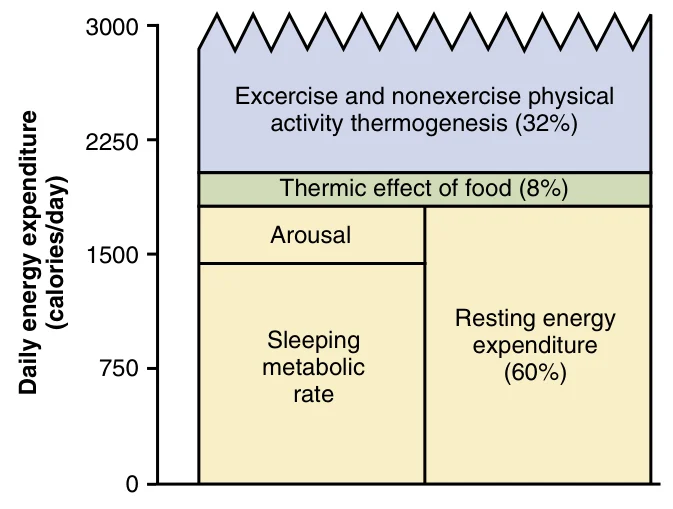 Daily energy expenditure
(calories/day)
3000
2250
1500
750
0
Excercise and nonexercise physical
activity thermogenesis (32%)
Thermic effect of food (8%)
Arousal
Sleeping
metabolic
rate
Resting energy
expenditure
(60%)